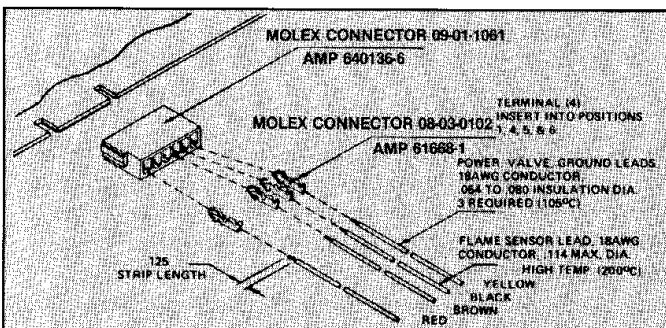 MOLEX CONNECTOR 09-01-1061
AMP 640136-6
TERMINAL (4)
INSERT INTO POSITIONS
1, 4, 5, & 6
MOLEX CONNECTOR 08-03-0102
AMP 61668-1
POWER VALVE, GROUND LEADS
18AWG CONDUCTOR
.064 TO .080 INSULATION DIA.
3 REQUIRED (105ºC)
FLAME SENSOR LEAD, 18AWG
CONDUCTOR, .114 MAX. DIA.
HIGH TEMP (200ºC)
.125
STRIP LENGTH
YELLOW
BLACK
BROWN
RED